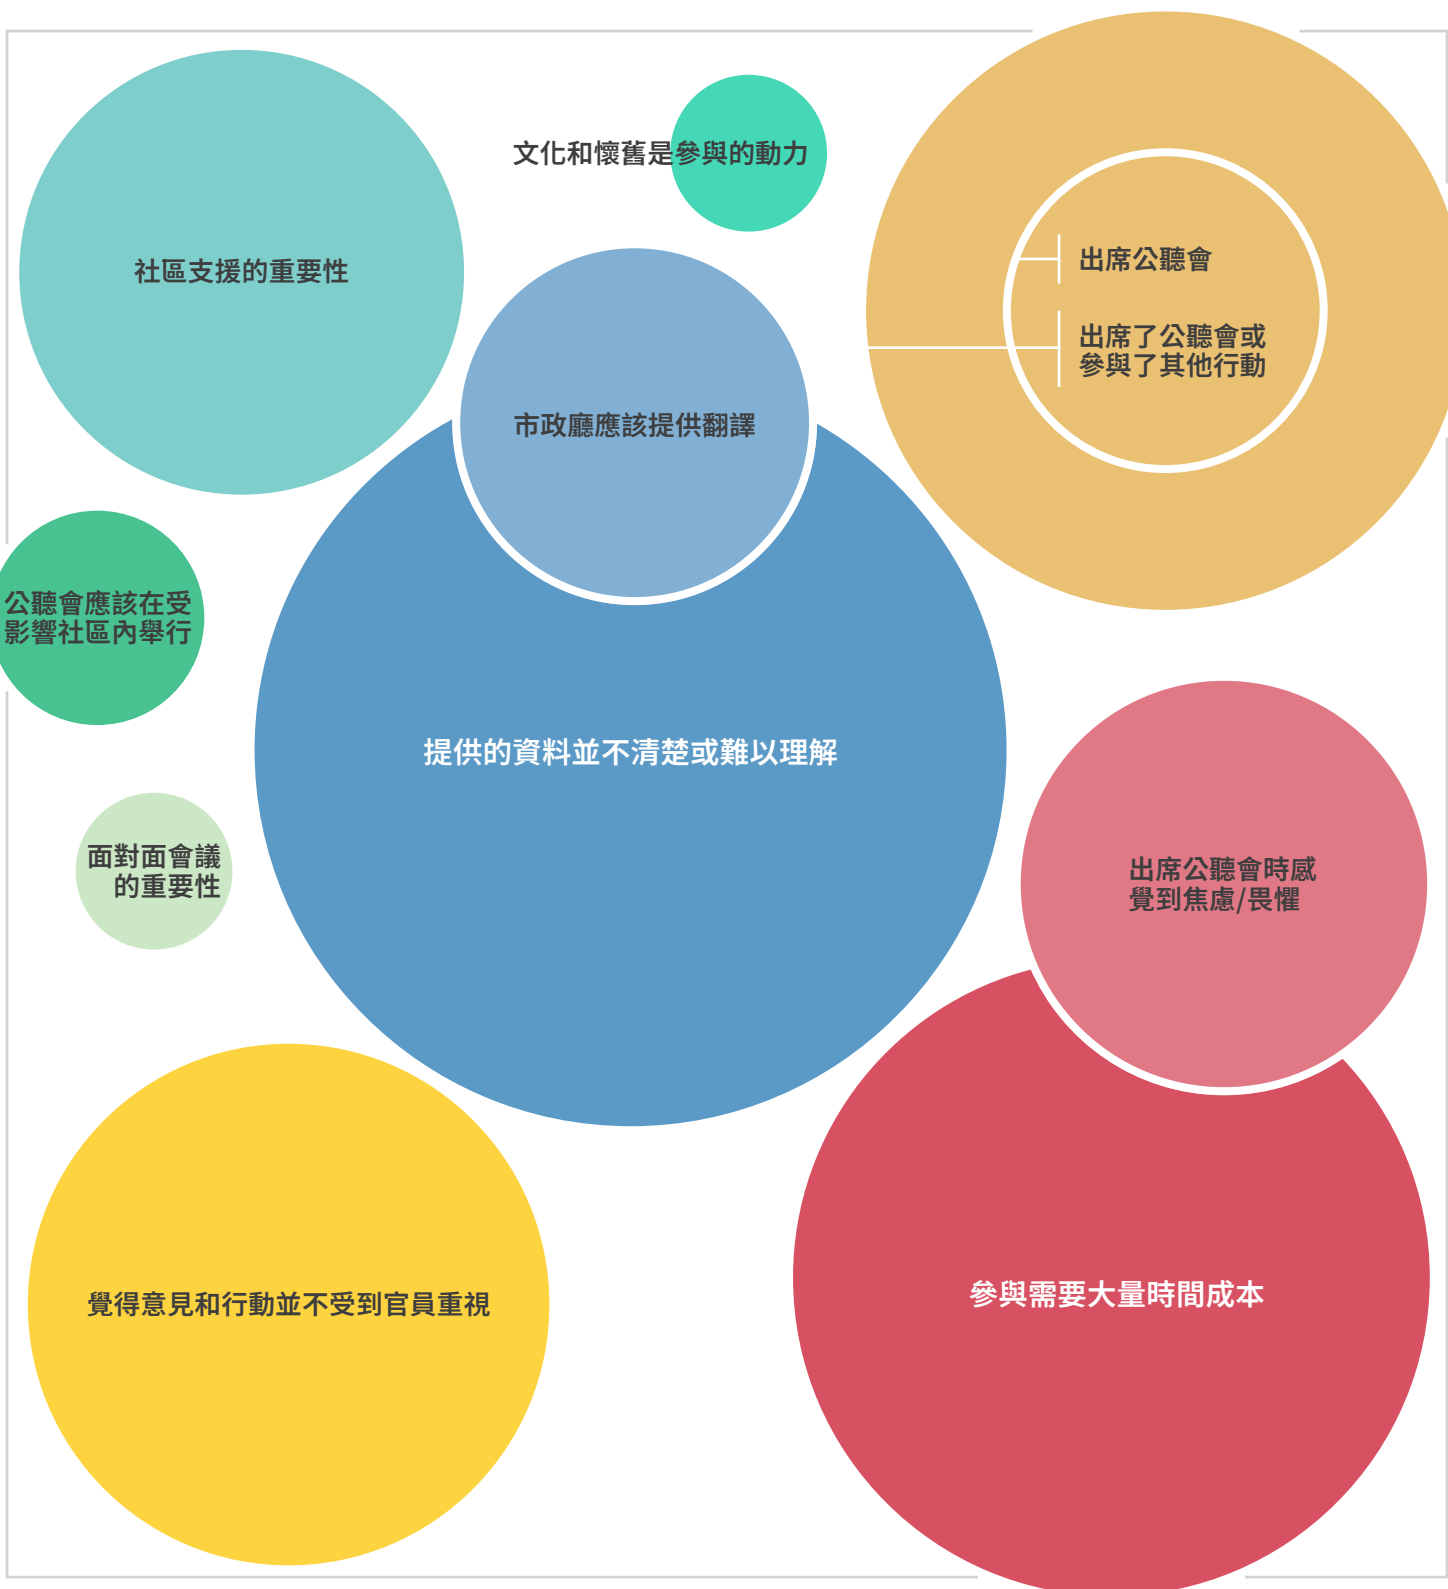 文化和懷舊是參與的動力
社區支援的重要性
出席公聽會
出席了公聽會或
參與了其他行動
市政廳應該提供翻譯
公聽會應該在受
影響社區內舉行
提供的資料並不清楚或難以理解
面對面會議
的重要性
出席公聽會時感
覺到焦慮/畏懼
覺得意見和行動並不受到官員重視
參與需要大量時間成本